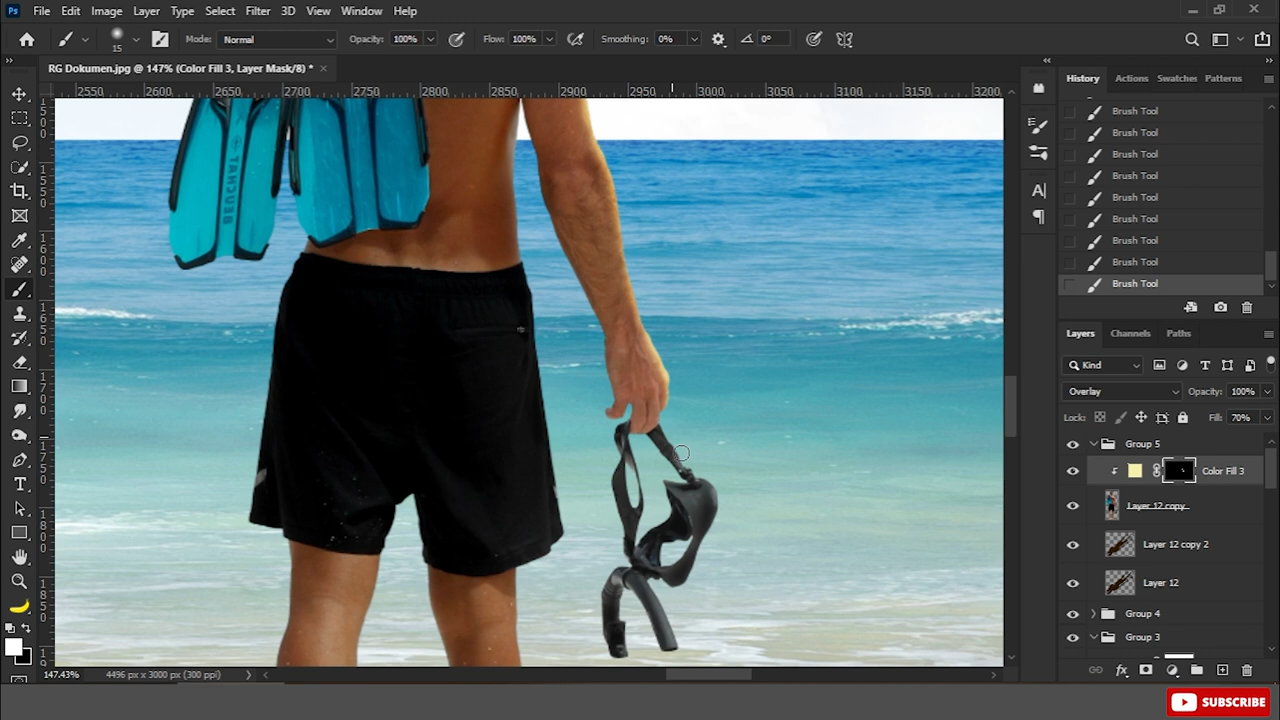 Ps File Edit Image Layer Type Select Filter 3D View Window Help
15 Mode: Normal Opacity: 100% Flow: 100% Smoothing: 0% 0°
RG Dokumen.jpg @ 147% (Color Fill 3, Layer Mask/8) * ×
2550 2600 2650 2700 2750 2800 2850 2900 2950 3000 3050 3100 3150 3200
History Actions Swatches Patterns
Brush Tool
Brush Tool
Brush Tool
Brush Tool
Brush Tool
Brush Tool
Brush Tool
Brush Tool
Brush Tool
BEUCHAT
Layers Channels Paths
Kind
Overlay Opacity: 100%
Lock: Fill: 70%
Group 5
Color Fill 3
Layer 12 copy
Layer 12 copy 2
Layer 12
Group 4
Group 3
147.43% 4496 px x 3000 px (300 ppi)
SUBSCRIBE